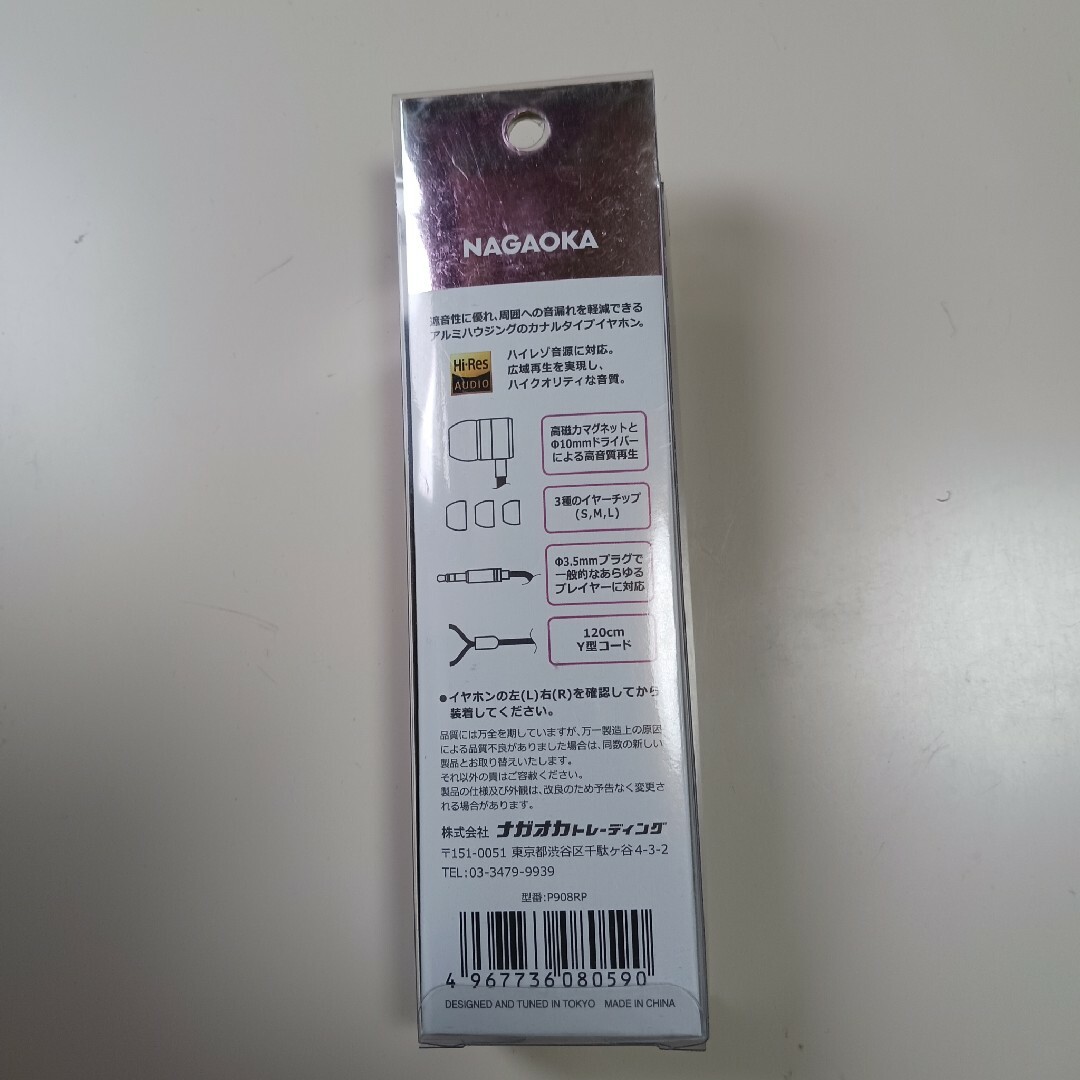 NAGAOKA
遮音性に優れ、周囲への音漏れを軽減できる
アルミハウジングのカナルタイプイヤホン。
Hi-Res
AUDIO
ハイレゾ音源に対応。
広域再生を実現し、
ハイクオリティな音質。
高磁力マグネットと
Φ10mmドライバー
による高音質再生
3種のイヤーチップ
(S,M,L)
Φ3.5mmプラグで
一般的なあらゆる
プレイヤーに対応
120cm
Y型コード
●イヤホンの左(L)右(R)を確認してから
装着してください。
品質には万全を期していますが、万一製造上の原因
による品質不良がありました場合は、同数の新しい
製品とお取り替えいたします。
それ以外の責はご容赦ください。
製品の仕様及び外観は、改良のため予告なく変更さ
れる場合があります。
株式会社 ナガオカトレーディング
〒151-0051 東京都渋谷区千駄ヶ谷4-3-2
TEL:03-3479-9939
型番:P908RP
4 967736 080590
DESIGNED AND TUNED IN TOKYO MADE IN CHINA